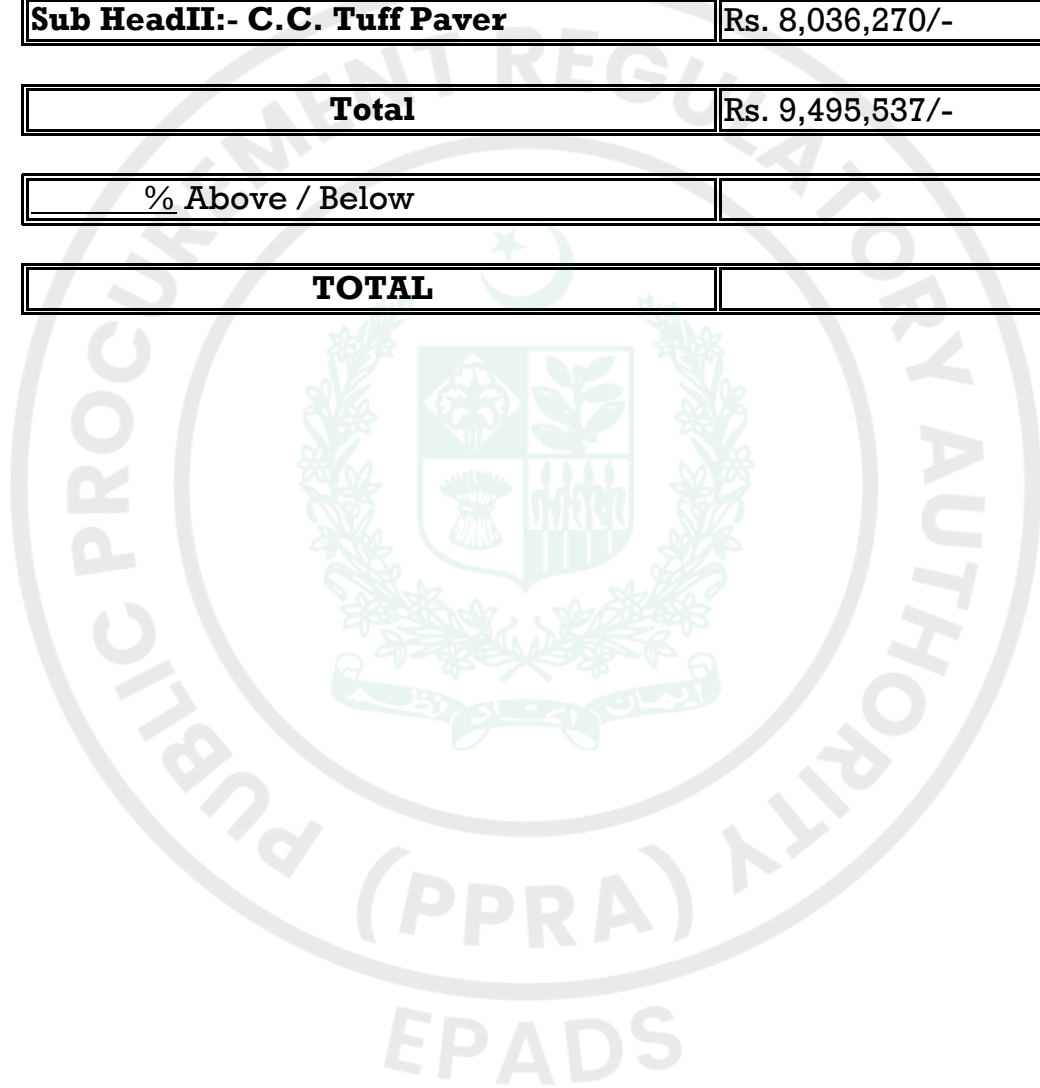 Sub HeadII:- C.C. Tuff Paver Rs. 8,036,270/-
Total Rs. 9,495,537/-
% Above / Below
TOTAL
PUBLIC PROCUREMENT REGULATORY AUTHORITY
(PPRA)
EPADS